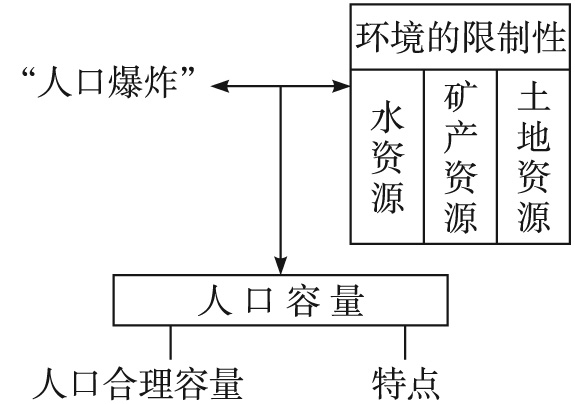 “人口爆炸”
环境的限制性
水资源
矿产资源
土地资源
人口容量
人口合理容量
特点